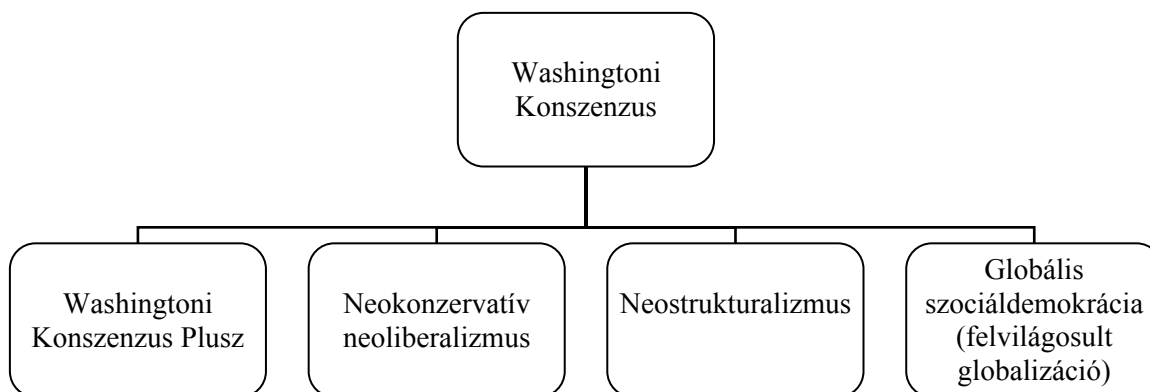 Washingtoni
Konszenzus
Washingtoni
Konszenzus Plusz
Neokonzervatív
neoliberalizmus
Neostrukturalizmus
Globális
szociáldemokrácia
(felvilágosult
globalizáció)